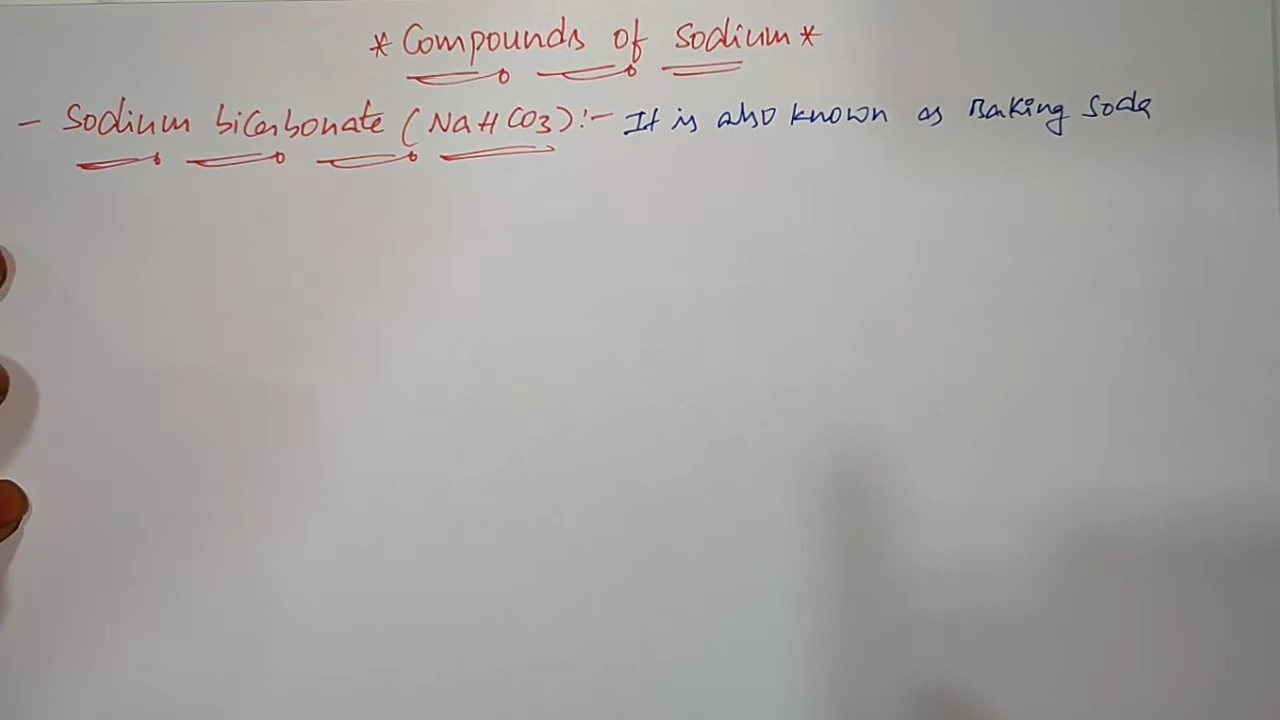 * Compounds of Sodium *
- Sodium bicarbonate (NaHCO3) :- It is also known as Baking Soda